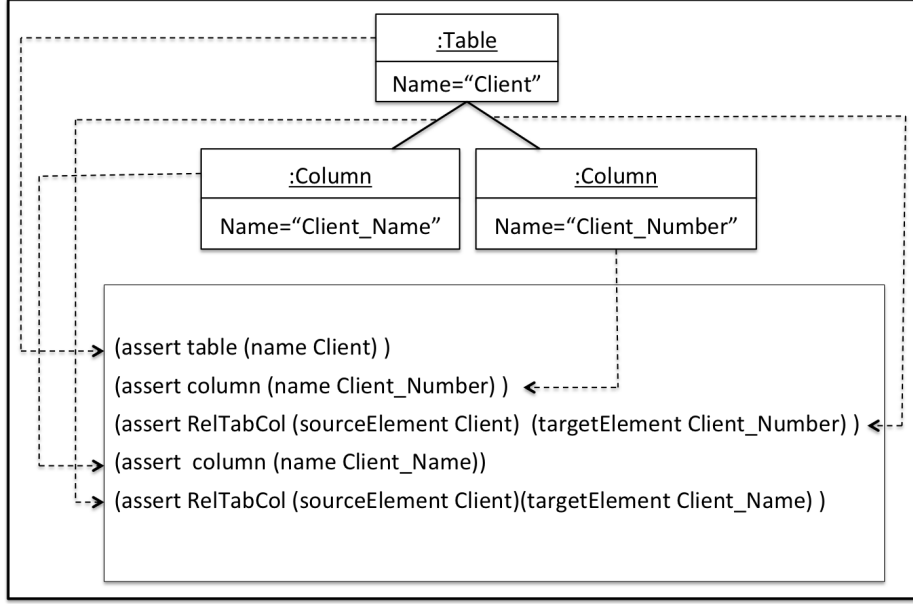 :Table
Name=“Client”
:Column
Name=“Client_Name”
:Column
Name=“Client_Number”
(assert table (name Client) )
(assert column (name Client_Number) )
(assert RelTabCol (sourceElement Client)  (targetElement Client_Number) )
(assert  column (name Client_Name))
(assert RelTabCol (sourceElement Client)(targetElement Client_Name) )